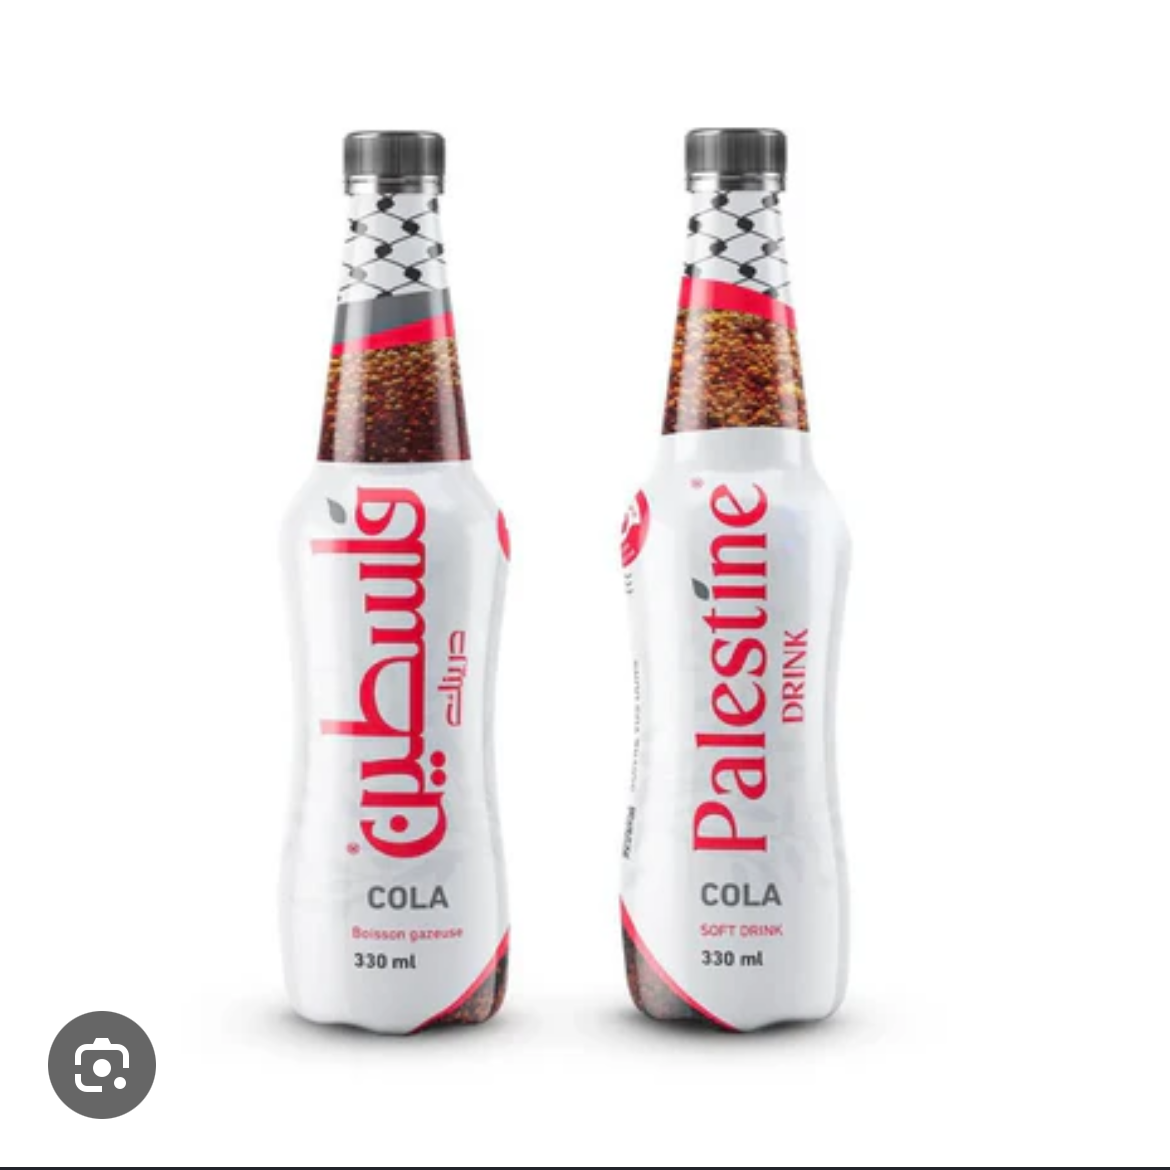 فلسطين
درينك
®
COLA
Boisson gazeuse
330 ml
Palestine
®
DRINK
COLA
SOFT DRINK
330 ml